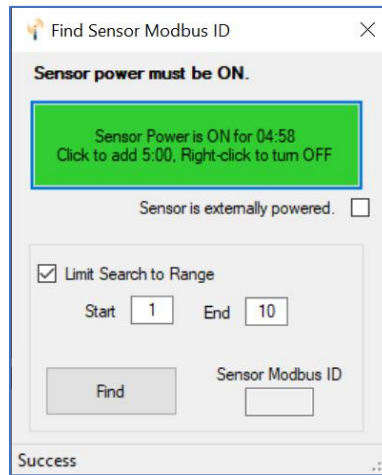 Find Sensor Modbus ID
Sensor power must be ON.
Sensor Power is ON for 04:58
Click to add 5:00, Right-click to turn OFF
Sensor is externally powered.
Limit Search to Range
Start 1 End 10
Sensor Modbus ID
Find
Success